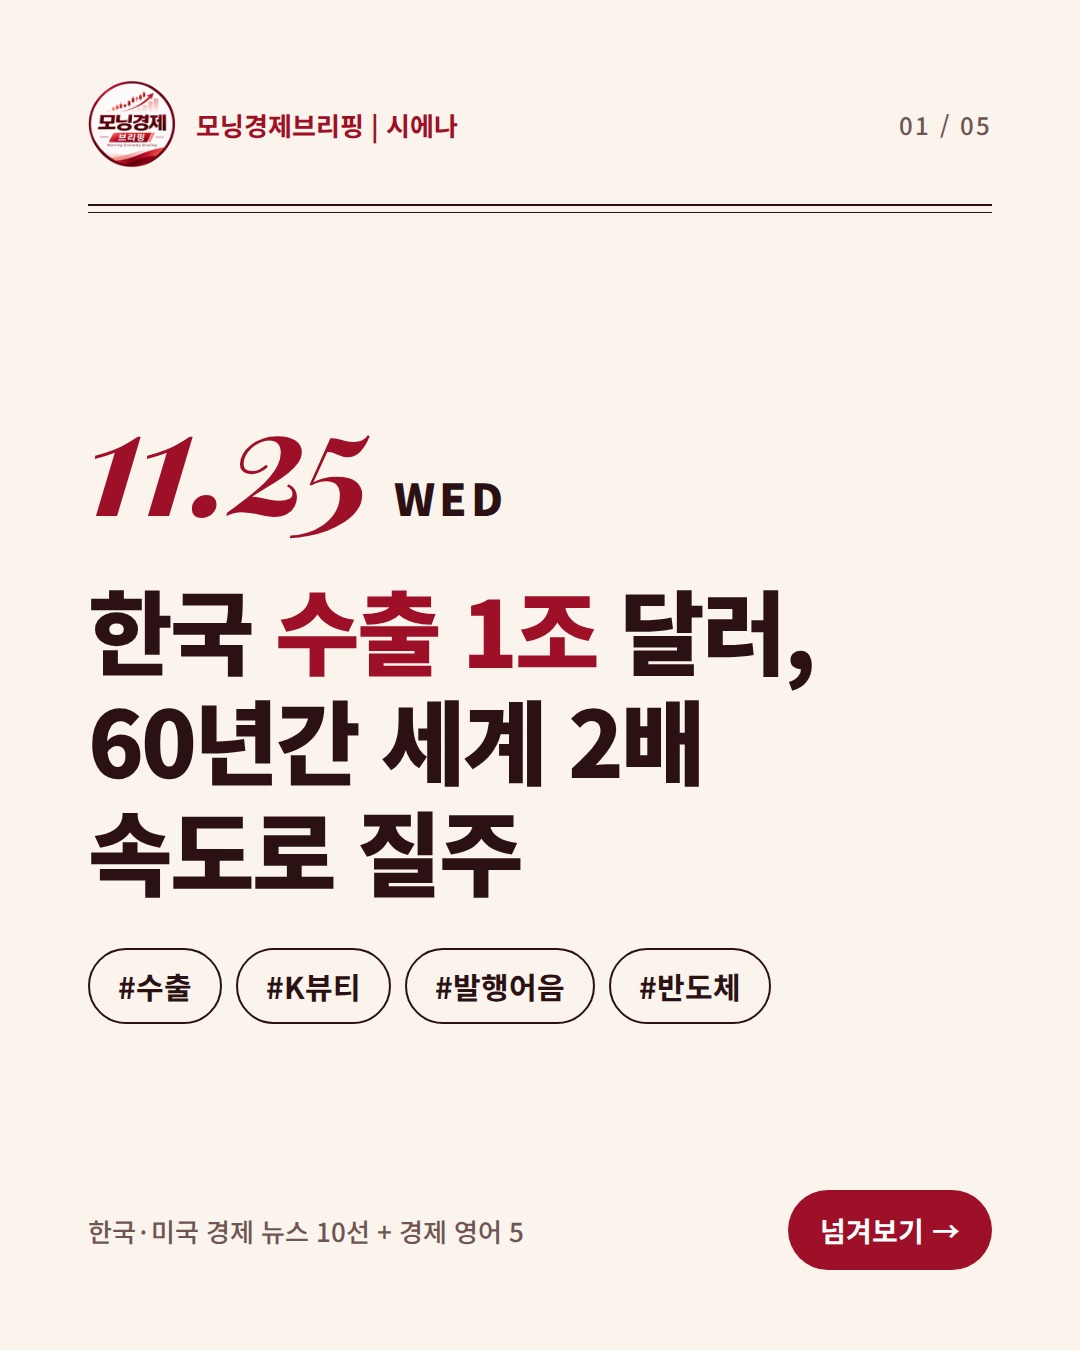 모닝경제
브리핑
Morning Economy Briefing
모닝경제브리핑 | 시에나
01 / 05
11.25 WED
한국 수출 1조 달러,
60년간 세계 2배
속도로 질주
#수출 #K뷰티 #발행어음 #반도체
한국·미국 경제 뉴스 10선 + 경제 영어 5
넘겨보기 →